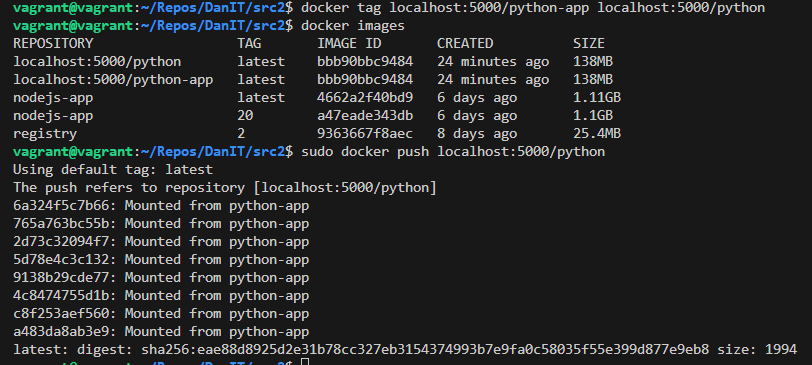 vagrant@vagrant:~/Repos/DanIT/src2$ docker tag localhost:5000/python-app localhost:5000/python
vagrant@vagrant:~/Repos/DanIT/src2$ docker images
REPOSITORY                  TAG       IMAGE ID       CREATED          SIZE
localhost:5000/python       latest    bbb90bbc9484   24 minutes ago   138MB
localhost:5000/python-app   latest    bbb90bbc9484   24 minutes ago   138MB
nodejs-app                  latest    4662a2f40bd9   6 days ago       1.11GB
nodejs-app                  20        a47eade343db   6 days ago       1.1GB
registry                    2         9363667f8aec   8 days ago       25.4MB
vagrant@vagrant:~/Repos/DanIT/src2$ sudo docker push localhost:5000/python
Using default tag: latest
The push refers to repository [localhost:5000/python]
6a324f5c7b66: Mounted from python-app
765a763bc55b: Mounted from python-app
2d73c32094f7: Mounted from python-app
5d78e4c3c132: Mounted from python-app
9138b29cde77: Mounted from python-app
4c8474755d1b: Mounted from python-app
c8f253aef560: Mounted from python-app
a483da8ab3e9: Mounted from python-app
latest: digest: sha256:eae88d8925d2e31b78cc327eb3154374993b7e9fa0c58035f55e399d877e9eb8 size: 1994